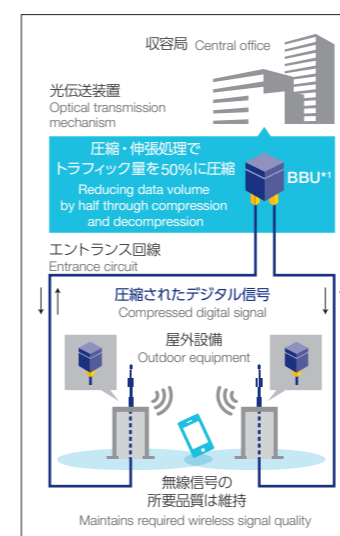 収容局 Central office
光伝送装置
Optical transmission
mechanism
圧縮・伸張処理で
トラフィック量を50%に圧縮
Reducing data volume
by half through compression
and decompression
BBU*1
エントランス回線
Entrance circuit
圧縮されたデジタル信号
Compressed digital signal
屋外設備
Outdoor equipment
無線信号の
所要品質は維持
Maintains required wireless signal quality